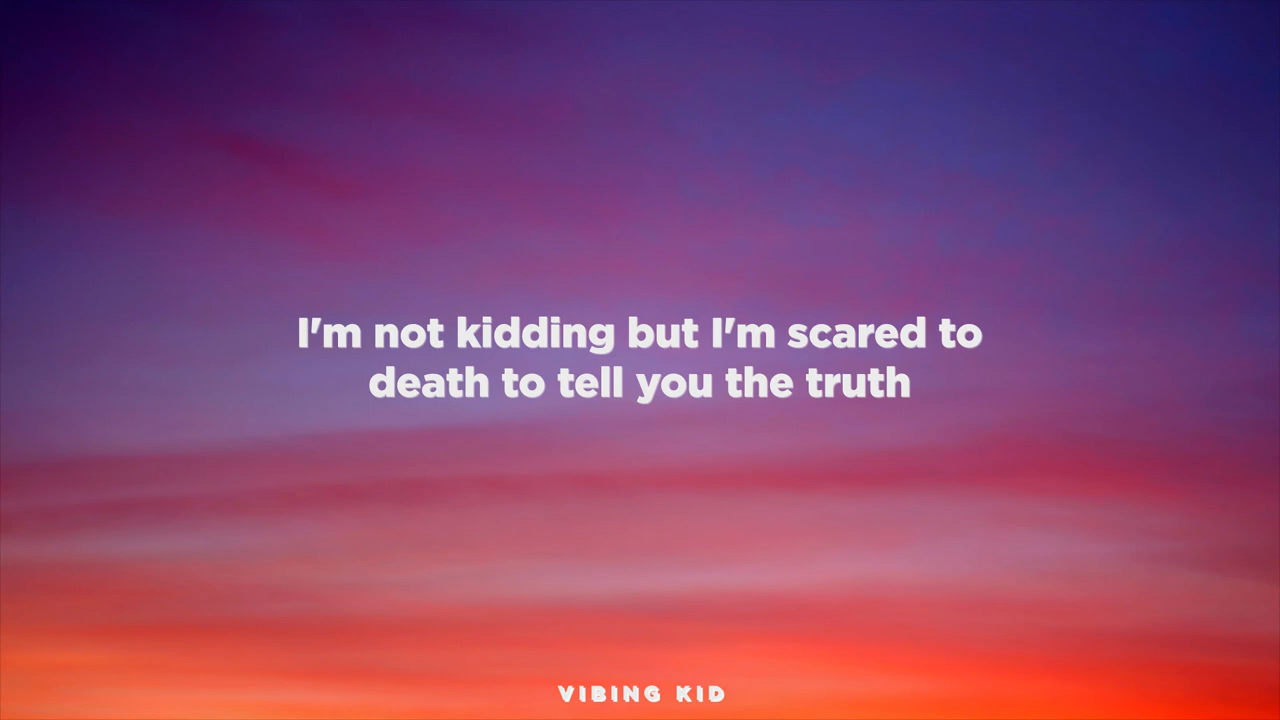 I'm not kidding but I'm scared to
death to tell you the truth
VIBING KID